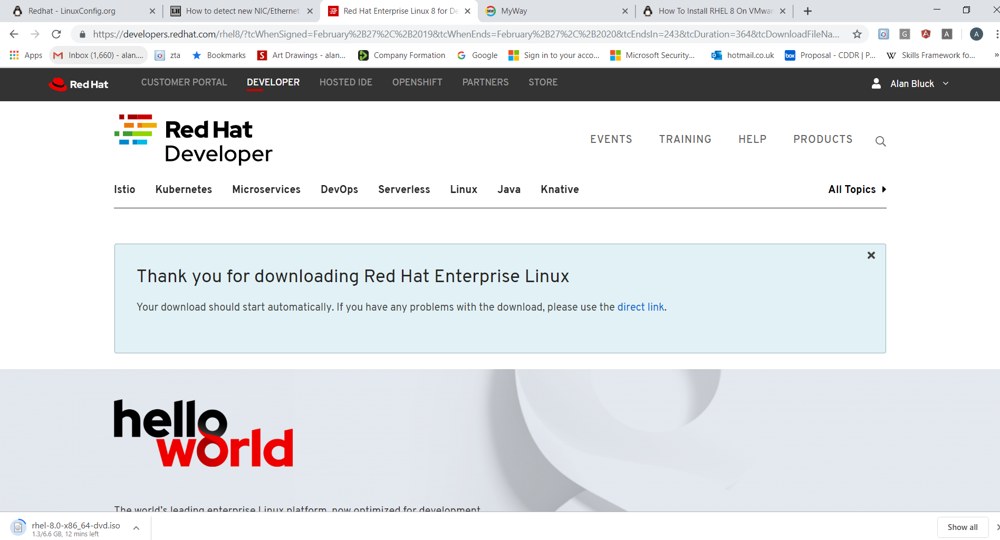 Redhat - LinuxConfig.org
How to detect new NIC/Ethernet
Red Hat Enterprise Linux 8 for De
MyWay
How To Install RHEL 8 On VMwar
https://developers.redhat.com/rhel8/?tcWhenSigned=February%2B27%2C%2B2019&tcWhenEnds=February%2B27%2C%2B2020&tcEndsIn=243&tcDuration=364&tcDownloadFileNa...
Apps
Inbox (1,660) - alan....
zta
Bookmarks
Art Drawings - alan...
Company Formation
Google
Sign in to your acco...
Microsoft Security...
hotmail.co.uk
Proposal - CDDR | P...
Skills Framework fo...
»
Red Hat
CUSTOMER PORTAL
DEVELOPER
HOSTED IDE
OPENSHIFT
PARTNERS
STORE
Alan Bluck
Red Hat
Developer
EVENTS
TRAINING
HELP
PRODUCTS
Istio
Kubernetes
Microservices
DevOps
Serverless
Linux
Java
Knative
All Topics
Thank you for downloading Red Hat Enterprise Linux
Your download should start automatically. If you have any problems with the download, please use the direct link.
hello
world
The world's leading enterprise Linux platform, now optimized for development
rhel-8.0-x86_64-dvd.iso
1.3/6.6 GB, 12 mins left
Show all